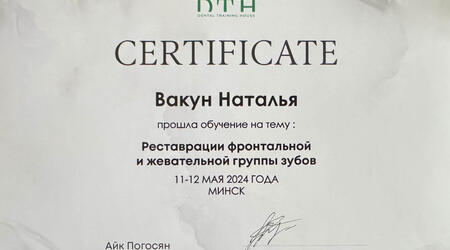 DTH
DENTAL TRAINING HOUSE
CERTIFICATE
Вакун Наталья
прошла обучение на тему :
Реставрации фронтальной
и жевательной группы зубов
11-12 МАЯ 2024 ГОДА
МИНСК
Айк Погосян